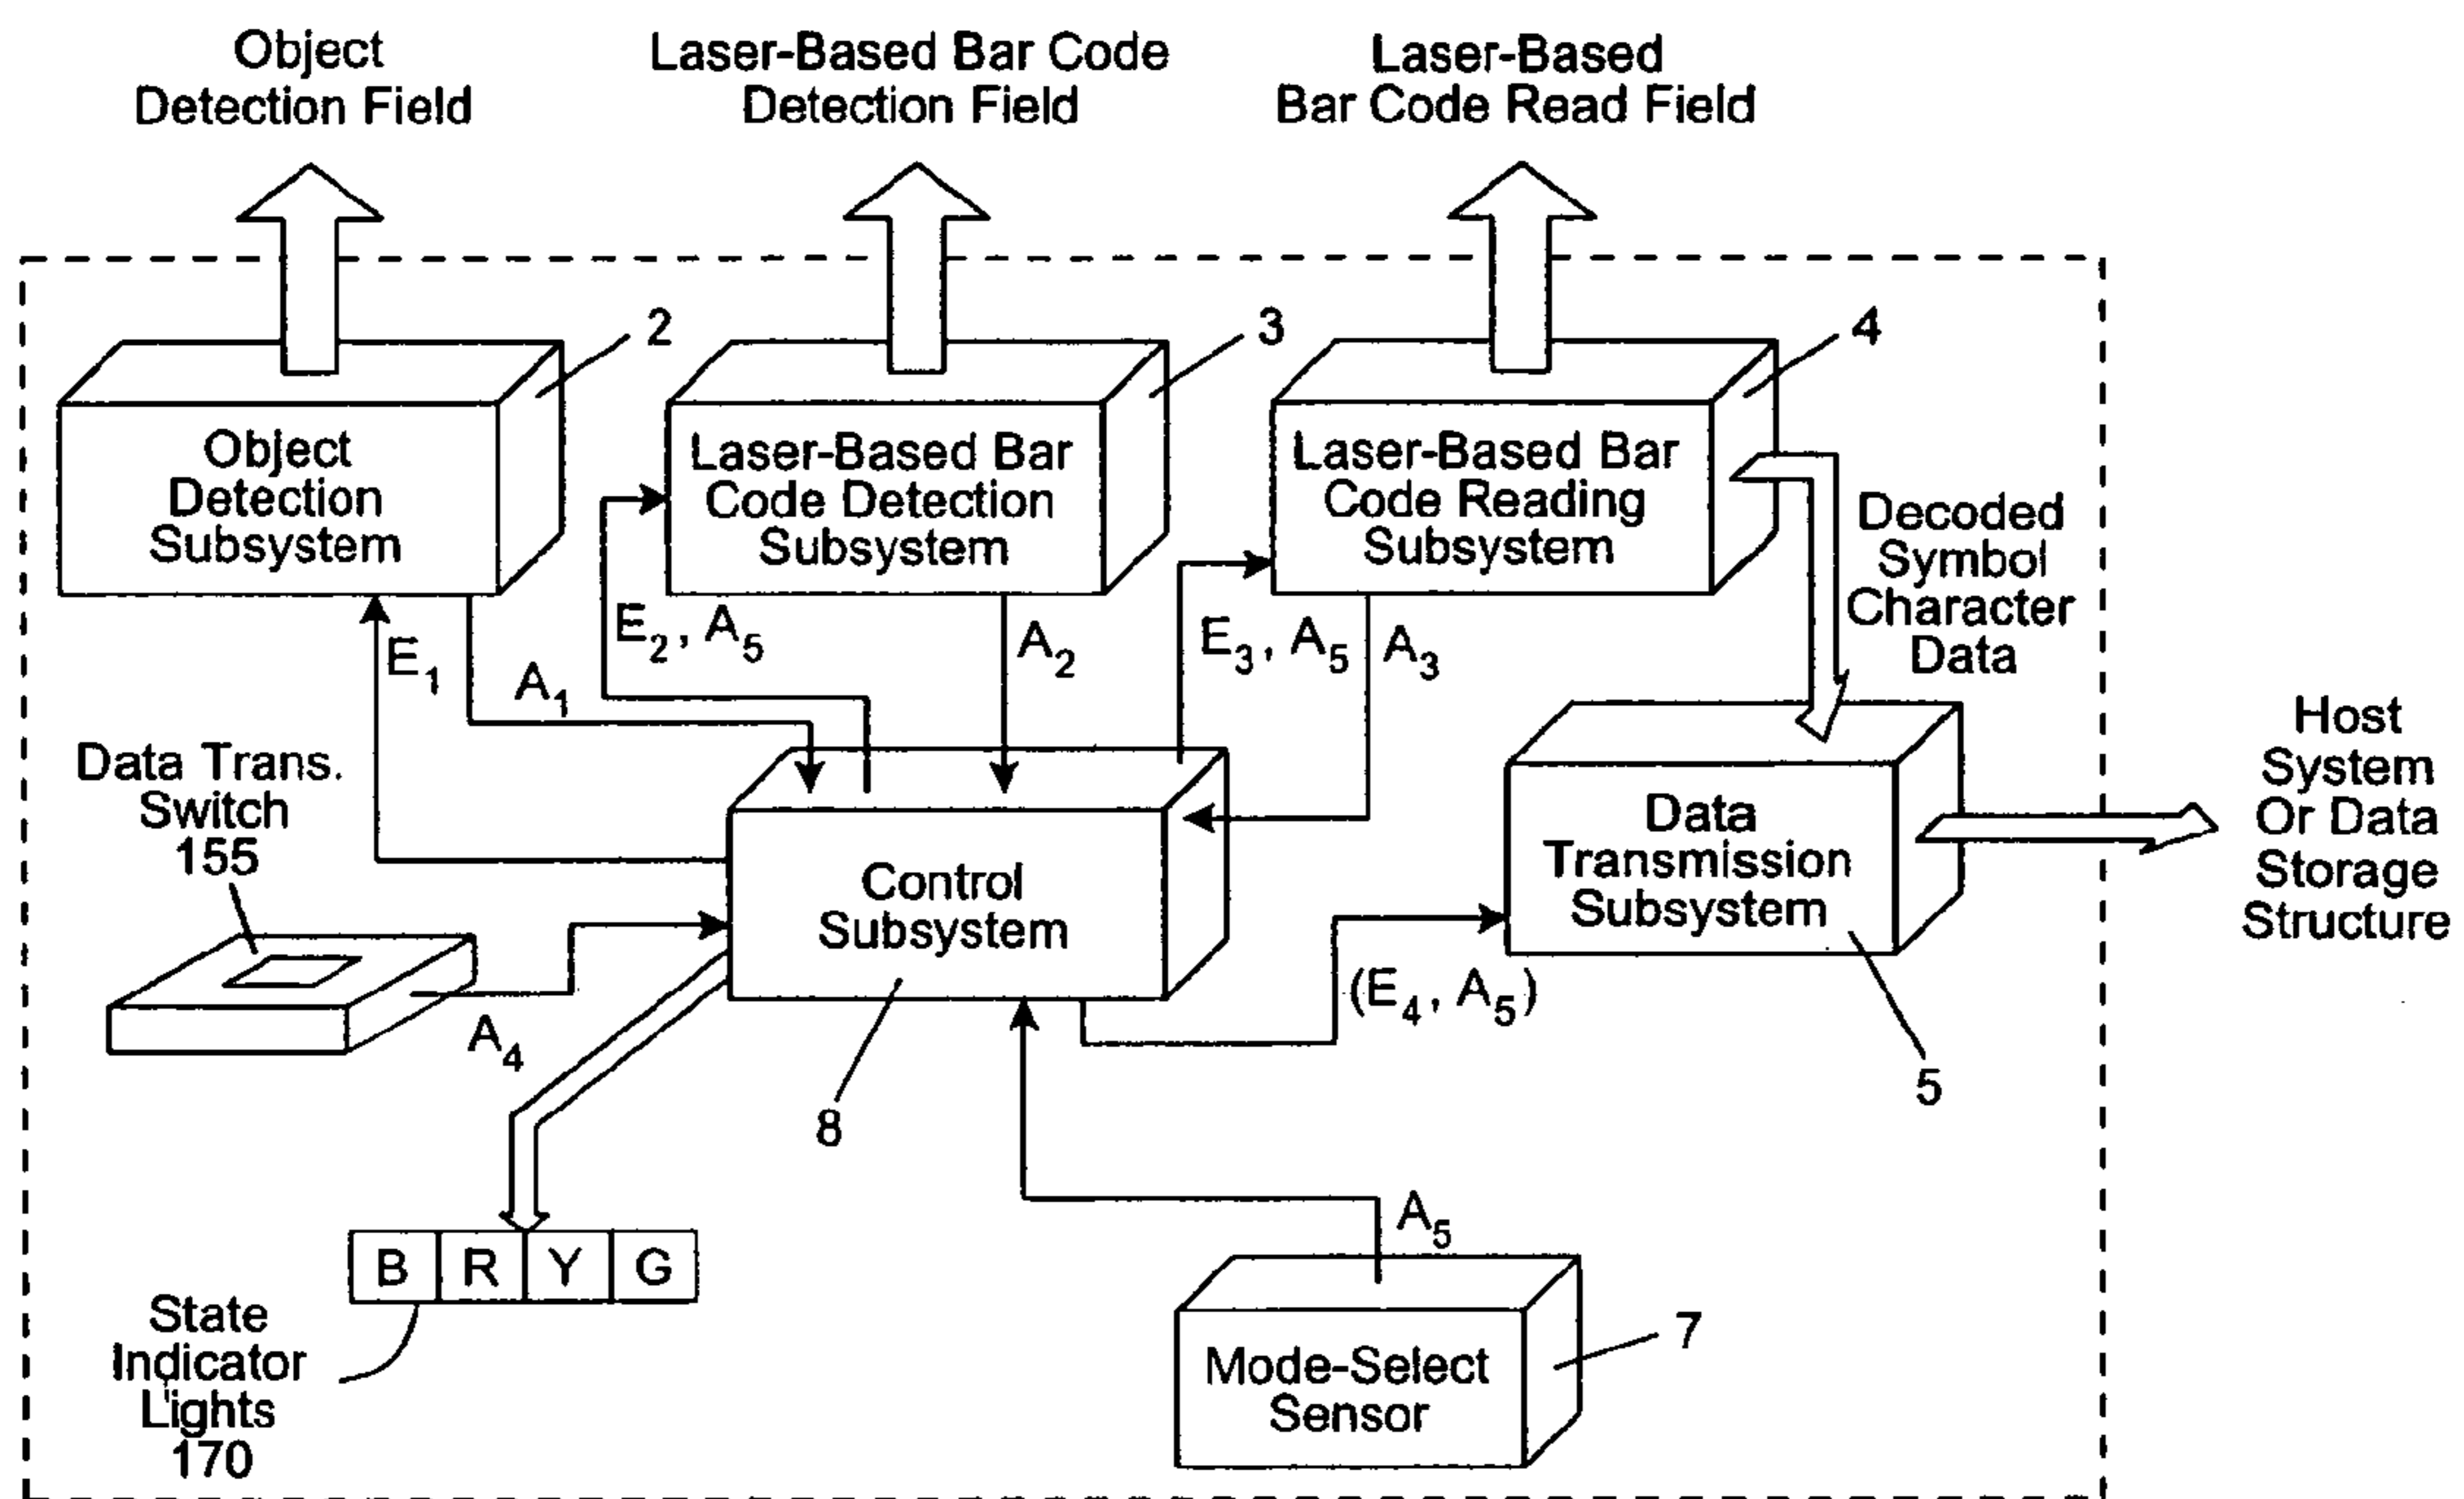 Object
Detection Field
Laser-Based Bar Code
Detection Field
Laser-Based
Bar Code Read Field
2
3
4
Object
Detection
Subsystem
Laser-Based Bar
Code Detection
Subsystem
Laser-Based Bar
Code Reading
Subsystem
Decoded
Symbol
Character
Data
E₁
A₁
E₂, A₅
A₂
E₃, A₅
A₃
Data Trans.
Switch
155
Control
Subsystem
Data
Transmission
Subsystem
Host
System
Or Data
Storage
Structure
A₄
(E₄, A₅)
8
5
B R Y G
A₅
State
Indicator
Lights
170
Mode-Select
Sensor
7